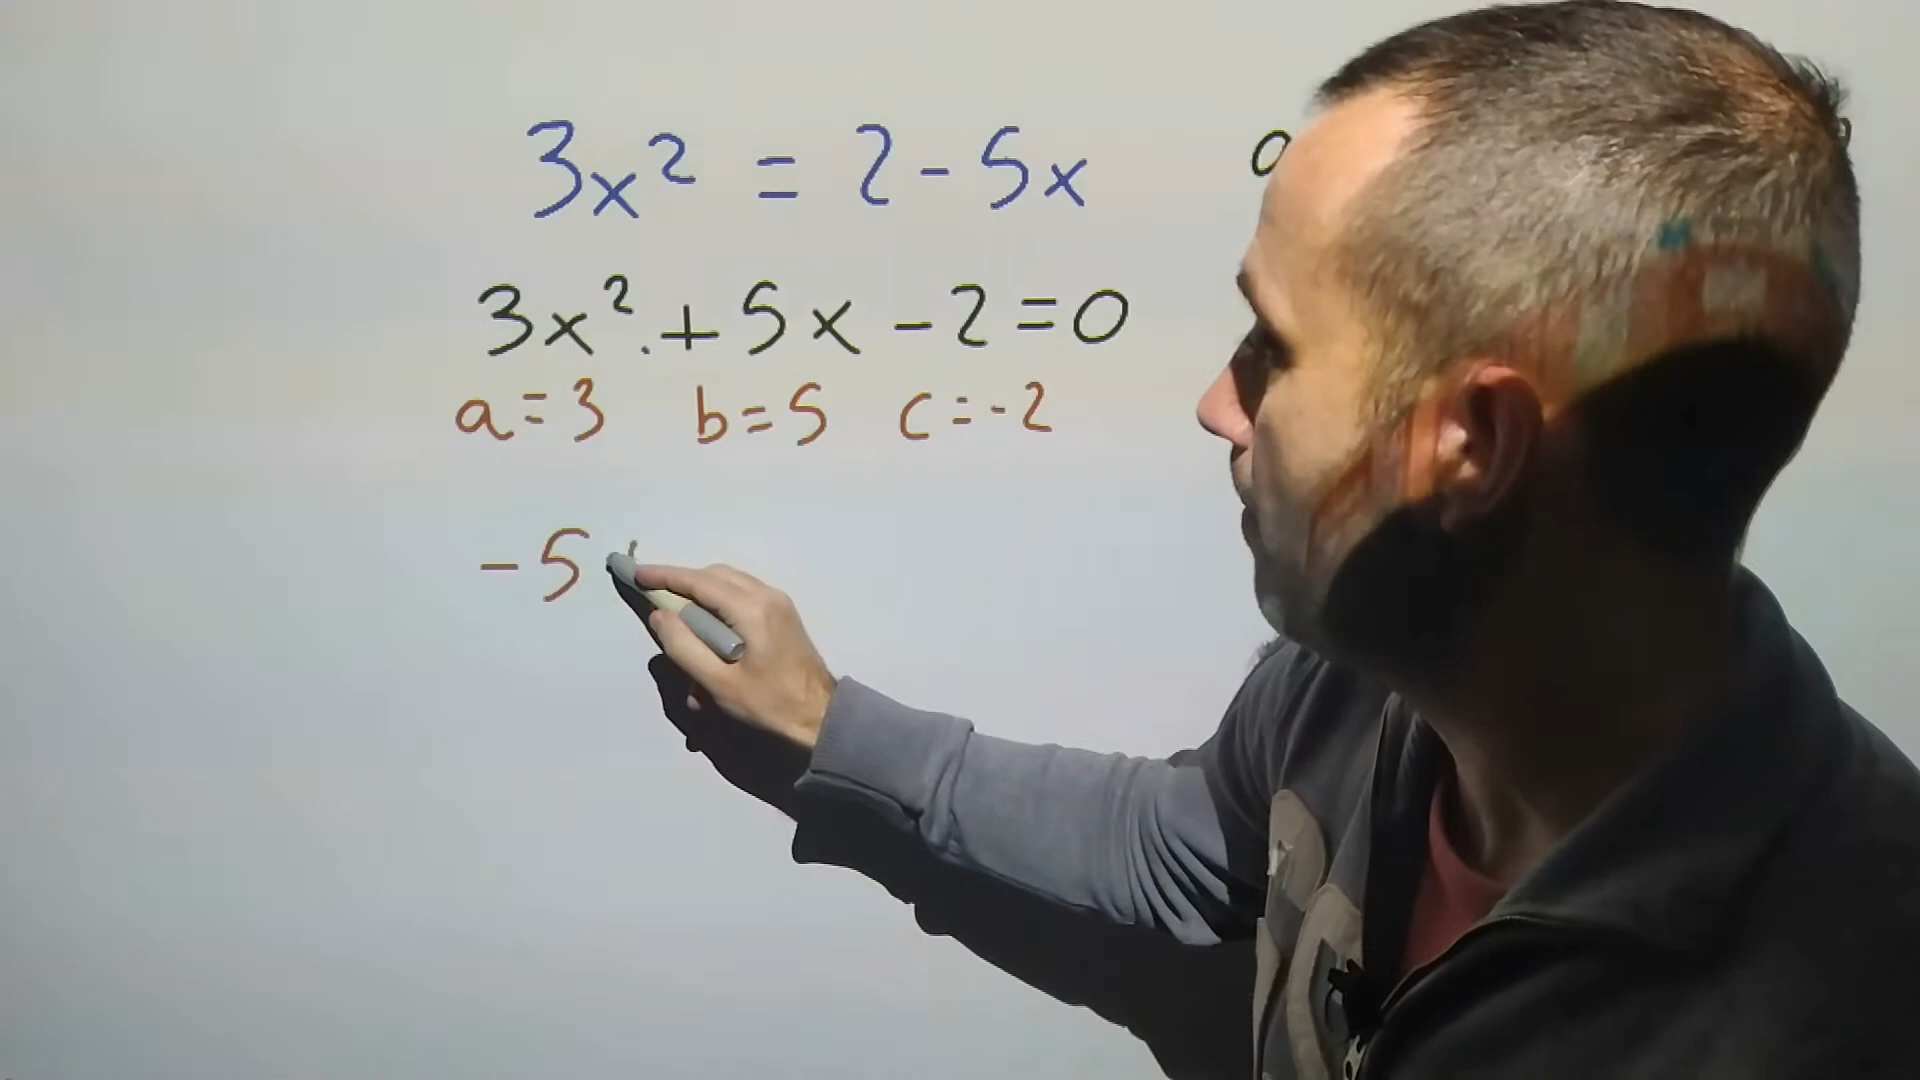 3x² = 2 - 5x
3x² . + 5x - 2 = 0
a = 3 b = 5 c = -2
- 5